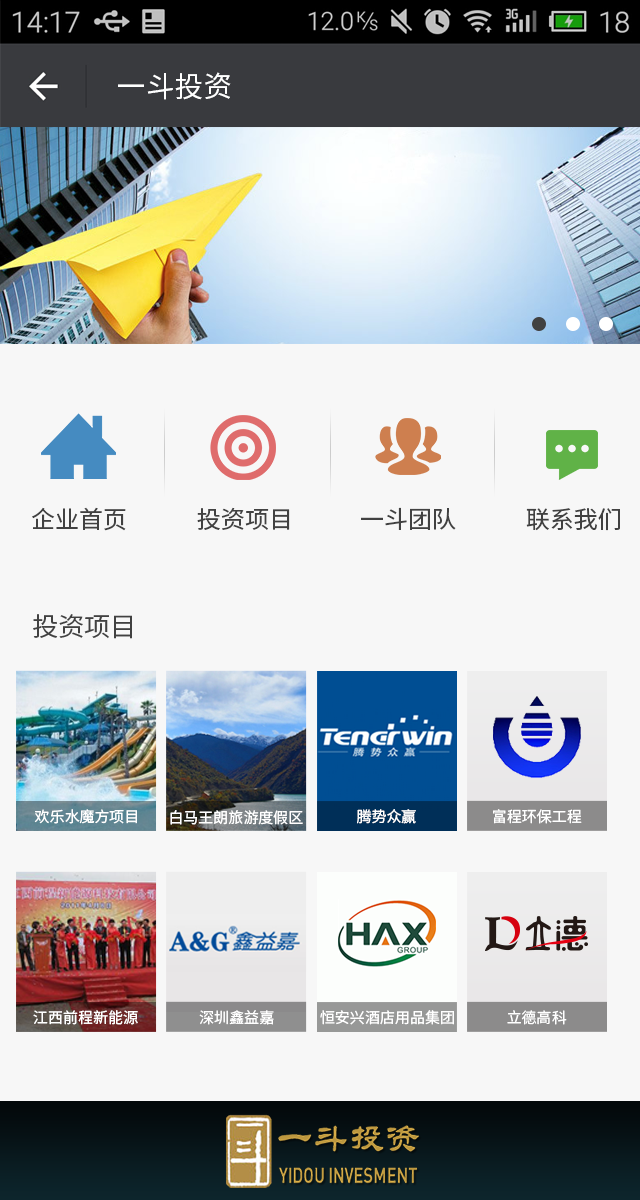 14:17 12.0K/s 3G 18
一斗投资
企业首页 投资项目 一斗团队 联系我们
投资项目
TenerWin
腾势众赢
欢乐水魔方项目 白马王朗旅游度假区 腾势众赢 富程环保工程
A&G® 鑫益嘉
HAX
GROUP
立德
江西前程新能源 深圳鑫益嘉 恒安兴酒店用品集团 立德高科
一斗投资
YIDOU INVESMENT